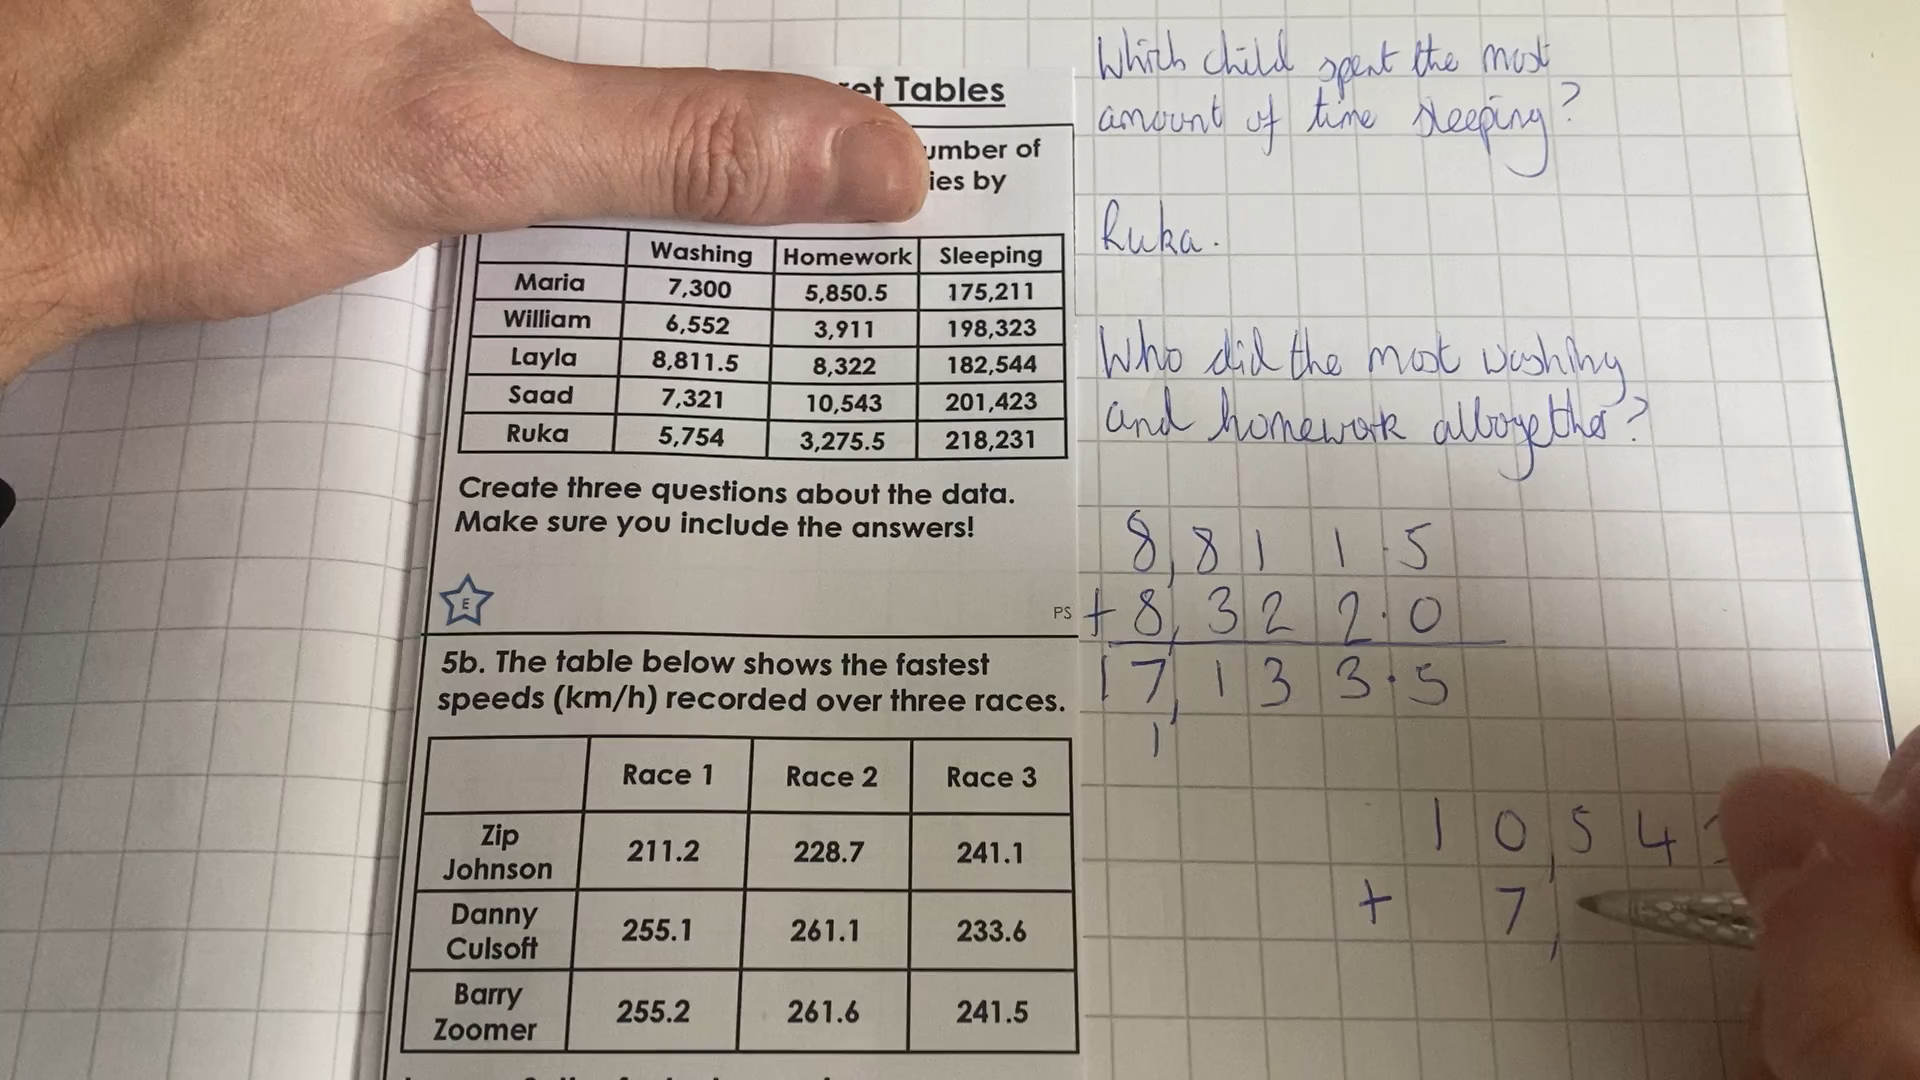 Tables
umber of
ies by
Washing Homework Sleeping
Maria 7,300 5,850.5 175,211
William 6,552 3,911 198,323
Layla 8,811.5 8,322 182,544
Saad 7,321 10,543 201,423
Ruka 5,754 3,275.5 218,231
Create three questions about the data.
Make sure you include the answers!
E
PS
5b. The table below shows the fastest
speeds (km/h) recorded over three races.
Race 1 Race 2 Race 3
Zip Johnson 211.2 228.7 241.1
Danny Culsoft 255.1 261.1 233.6
Barry Zoomer 255.2 261.6 241.5
Which child spent the most
amount of time sleeping?
Ruka.
Who did the most washing
and homework altogether?
8,811.5
+8,322.0
17,133.5
1
10,54
+ 7,